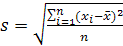 s = √(∑ⁿᵢ₌₁(xᵢ−x̄)² / n)